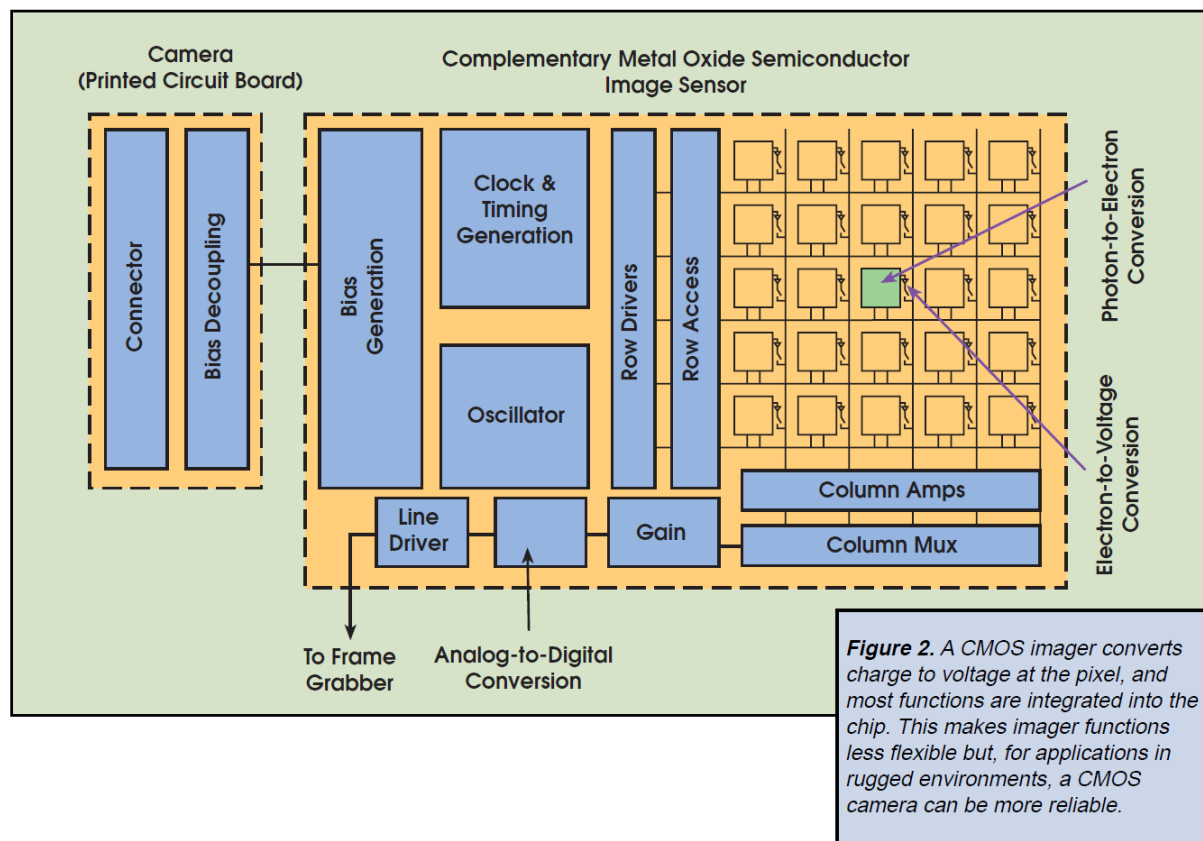 Camera
(Printed Circuit Board)
Complementary Metal Oxide Semiconductor
Image Sensor
Connector
Bias Decoupling
Bias
Generation
Clock &
Timing
Generation
Oscillator
Row Drivers
Row Access
Photon-to-Electron
Conversion
Electron-to-Voltage
Conversion
Column Amps
Column Mux
Gain
Line
Driver
To Frame
Grabber
Analog-to-Digital
Conversion
Figure 2. A CMOS imager converts
charge to voltage at the pixel, and
most functions are integrated into the
chip. This makes imager functions
less flexible but, for applications in
rugged environments, a CMOS
camera can be more reliable.